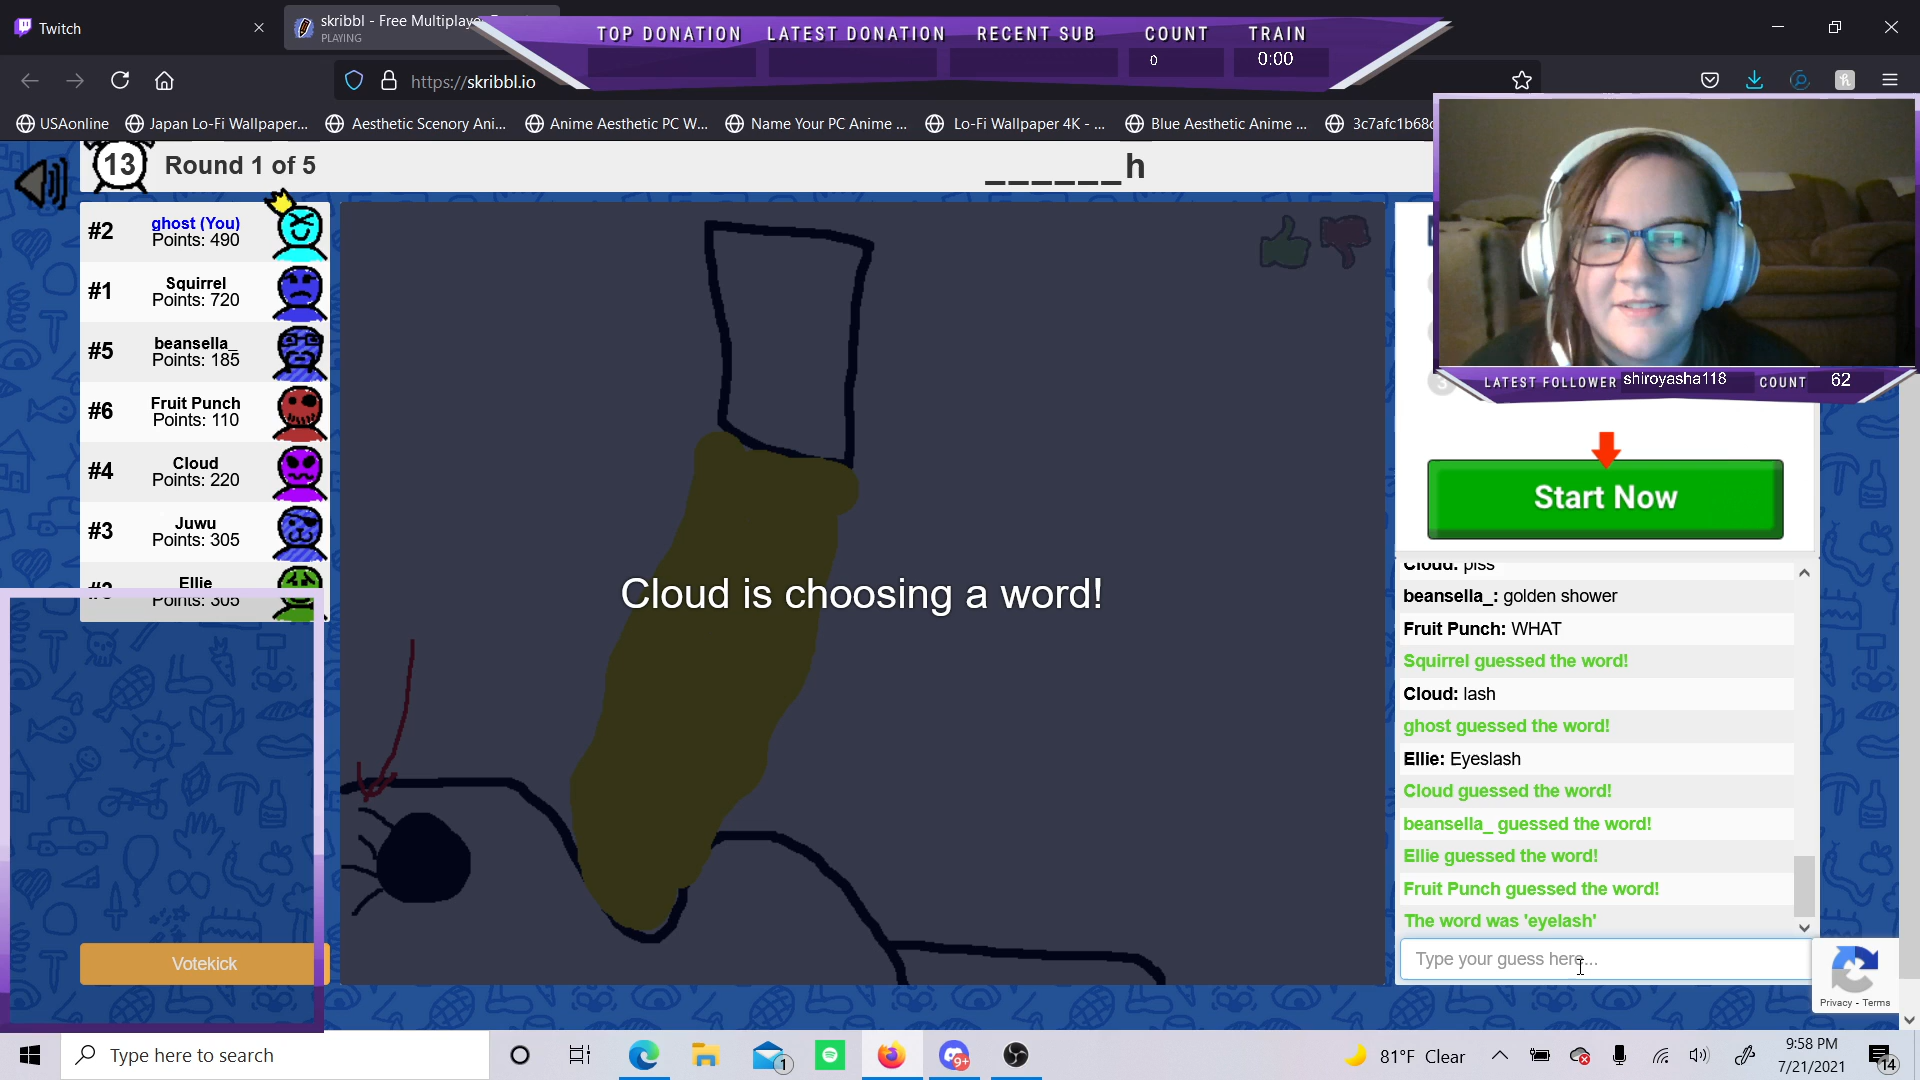 Twitch
skribbl - Free Multiplaye
PLAYING
TOP DONATION LATEST DONATION RECENT SUB COUNT TRAIN
0 0:00
https://skribbl.io
USAonline Japan Lo-Fi Wallpaper... Aesthetic Scenory Ani... Anime Aesthetic PC W... Name Your PC Anime ... Lo-Fi Wallpaper 4K - ... Blue Aesthetic Anime ... 3c7afc1b68
13 Round 1 of 5 ______h
#2 ghost (You)
Points: 490
#1 Squirrel
Points: 720
#5 beansella_
Points: 185
#6 Fruit Punch
Points: 110
#4 Cloud
Points: 220
#3 Juwu
Points: 305
Ellie
Points: 305
Votekick
Cloud is choosing a word!
LATEST FOLLOWER shiroyasha118 COUNT 62
3
Start Now
Cloud: piss
beansella_: golden shower
Fruit Punch: WHAT
Squirrel guessed the word!
Cloud: lash
ghost guessed the word!
Ellie: Eyeslash
Cloud guessed the word!
beansella_ guessed the word!
Ellie guessed the word!
Fruit Punch guessed the word!
The word was 'eyelash'
Type your guess here...
Privacy - Terms
Type here to search
1
9+
81°F Clear
9:58 PM
7/21/2021
14